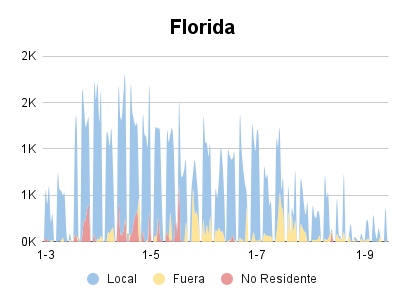 Florida
2K
2K
1K
1K
0K
1-3 1-5 1-7 1-9
Local Fuera No Residente